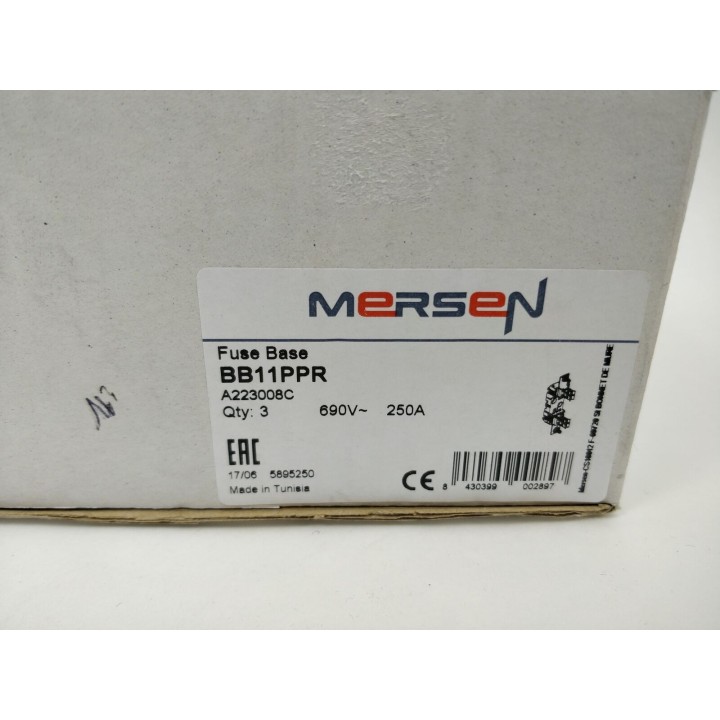 MERSEN
Fuse Base
BB11PPR
A223008C
Qty: 3 690V~ 250A
EAC
17/06 5895250
Made in Tunisia
CE
8 430399 002897